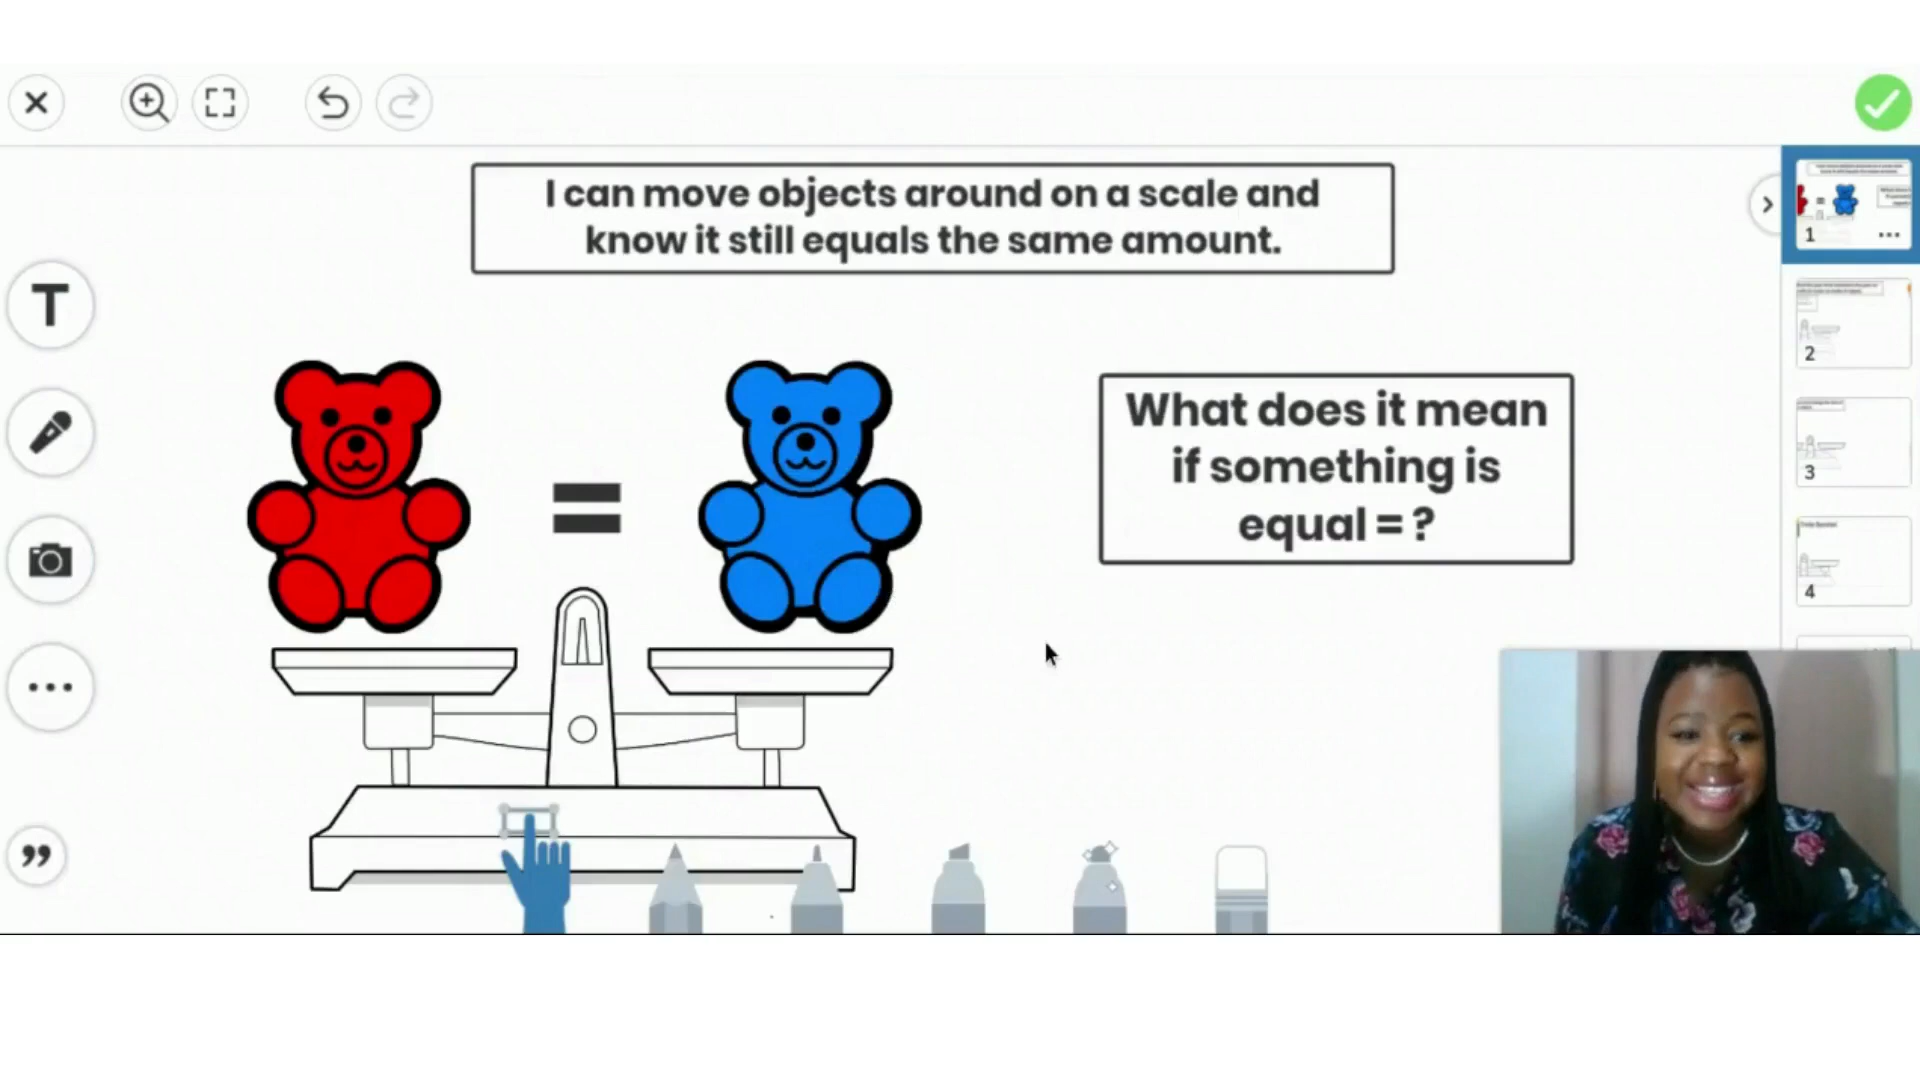 I can move objects around on a scale and
know it still equals the same amount.
T
=
What does it mean
if something is
equal = ?
1
2
3
4